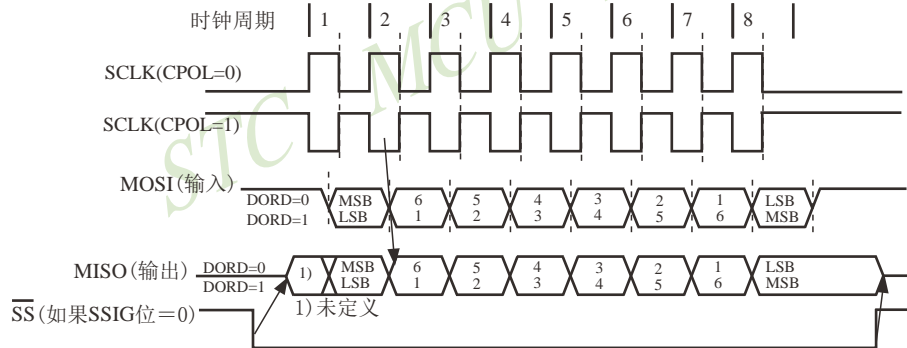 时钟周期 1 2 3 4 5 6 7 8
SCLK(CPOL=0)
SCLK(CPOL=1)
MOSI(输入) DORD=0 MSB 6 5 4 3 2 1 LSB
DORD=1 LSB 1 2 3 4 5 6 MSB
MISO(输出) DORD=0 1) MSB 6 5 4 3 2 1 LSB
DORD=1 LSB 1 2 3 4 5 6 MSB
1)未定义
SS(如果SSIG位=0)
STC MCU